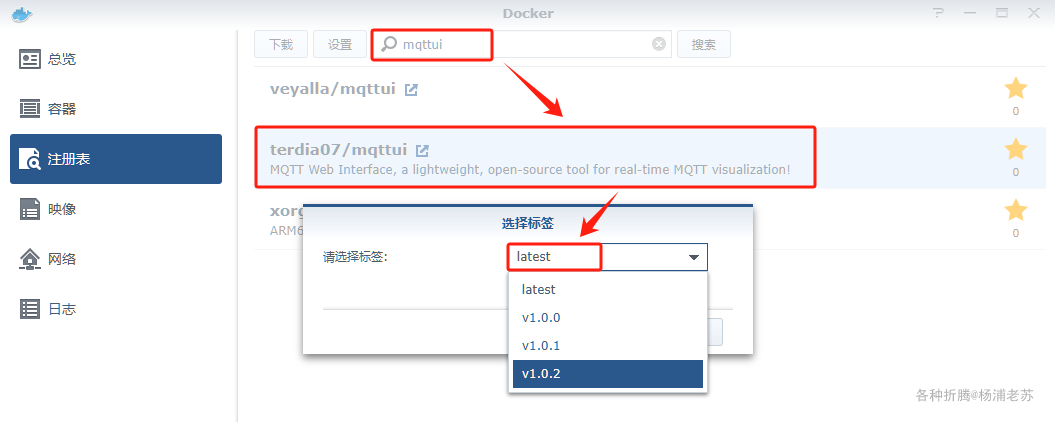 Docker
总览
容器
注册表
映像
网络
日志
下载 设置 mqttui 搜索
veyalla/mqttui
0
terdia07/mqttui
MQTT Web Interface, a lightweight, open-source tool for real-time MQTT visualization!
0
xorg
ARM6
0
选择标签
请选择标签: latest
latest
v1.0.0
v1.0.1
v1.0.2
各种折腾@杨浦老苏